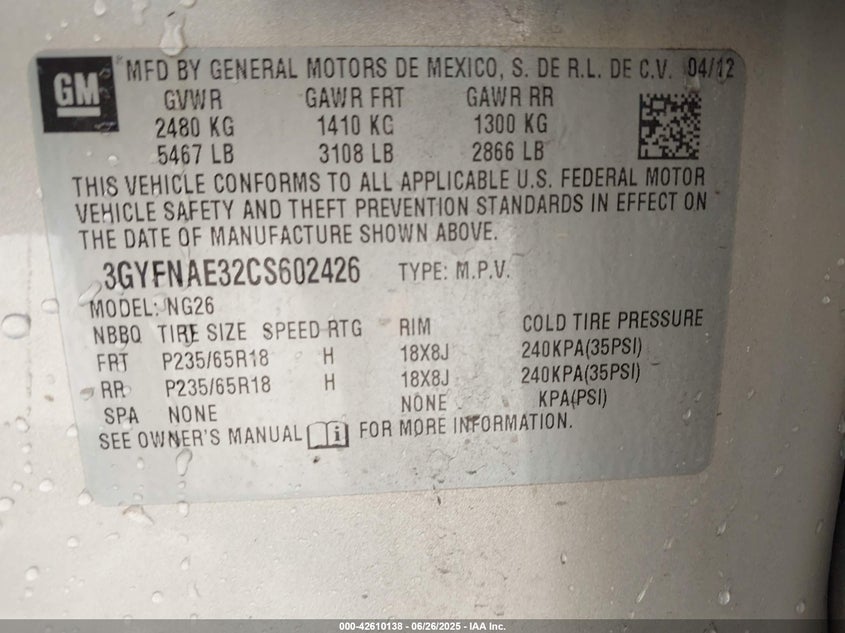 GM
MFD BY GENERAL MOTORS DE MEXICO, S. DE R.L. DE C.V. 04/12
GVWR GAWR FRT GAWR RR
2480 KG 1410 KG 1300 KG
5467 LB 3108 LB 2866 LB
THIS VEHICLE CONFORMS TO ALL APPLICABLE U.S. FEDERAL MOTOR
VEHICLE SAFETY AND THEFT PREVENTION STANDARDS IN EFFECT ON
THE DATE OF MANUFACTURE SHOWN ABOVE.
3GYFNAE32CS602426 TYPE: M.P.V.
MODEL: NG26
NBBQ TIRE SIZE SPEED RTG RIM COLD TIRE PRESSURE
FRT P235/65R18 H 18X8J 240KPA(35PSI)
RR P235/65R18 H 18X8J 240KPA(35PSI)
SPA NONE NONE KPA(PSI)
SEE OWNER'S MANUAL FOR MORE INFORMATION.
000-42610138 - 06/26/2025 - IAA Inc.